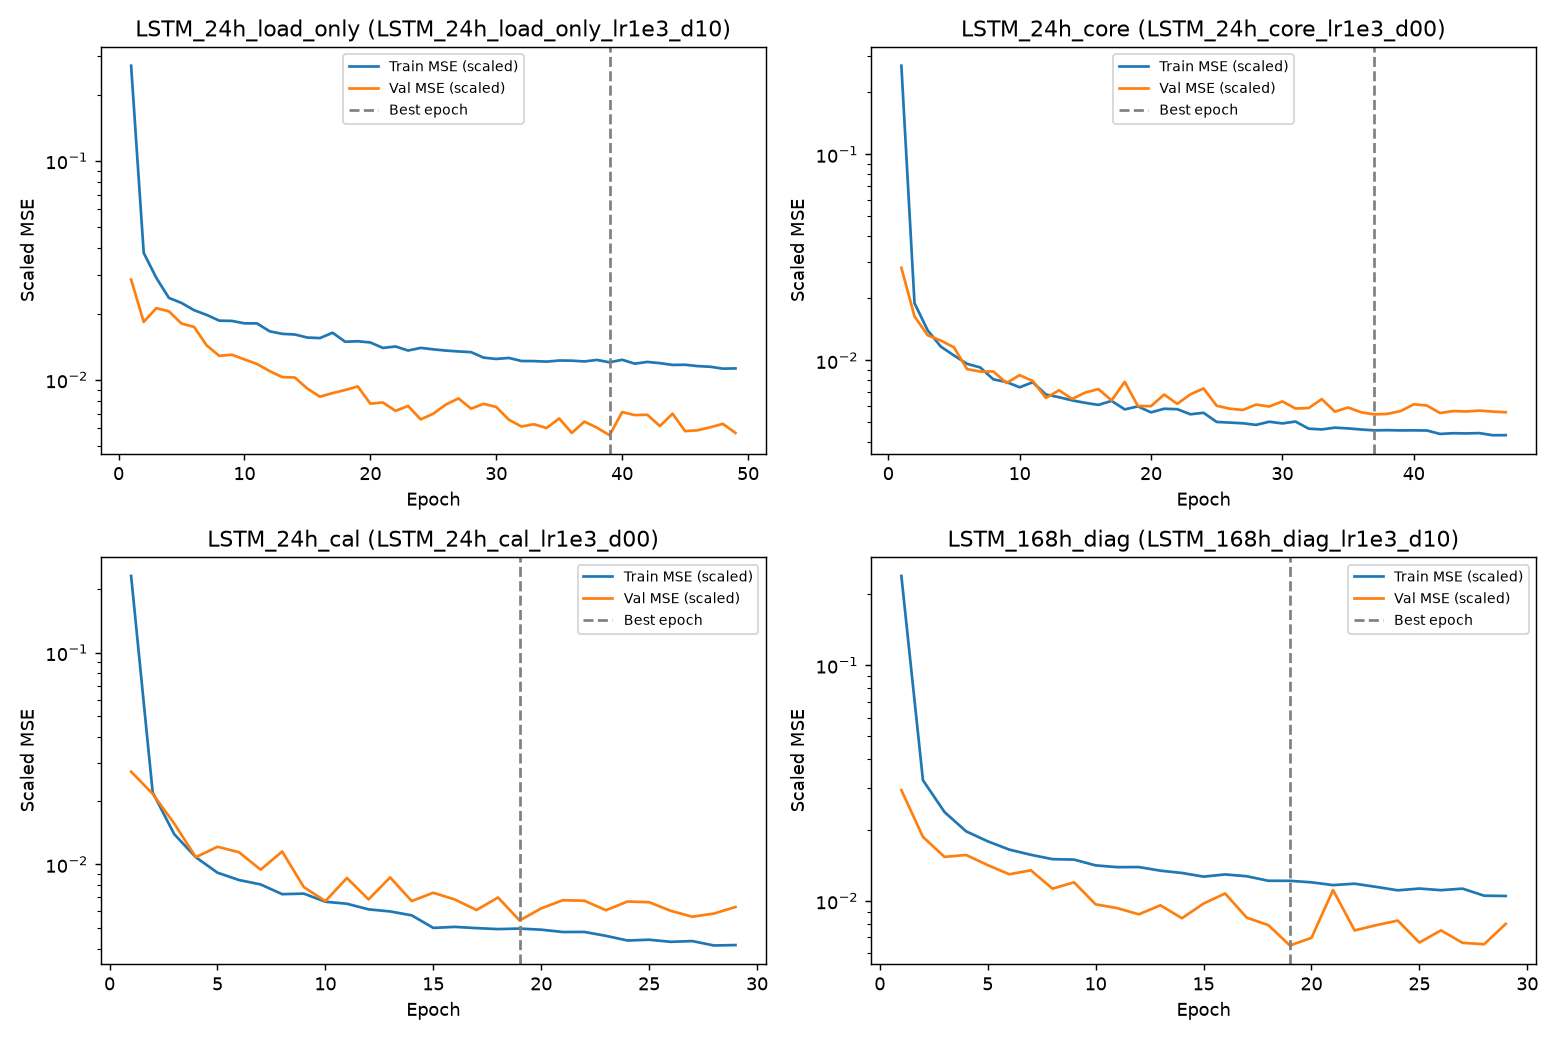 LSTM_24h_load_only (LSTM_24h_load_only_lr1e3_d10)
Train MSE (scaled)
Val MSE (scaled)
Best epoch
10⁻¹
10⁻²
Scaled MSE
0 10 20 30 40 50
Epoch
LSTM_24h_core (LSTM_24h_core_lr1e3_d00)
Train MSE (scaled)
Val MSE (scaled)
Best epoch
10⁻¹
10⁻²
Scaled MSE
0 10 20 30 40
Epoch
LSTM_24h_cal (LSTM_24h_cal_lr1e3_d00)
Train MSE (scaled)
Val MSE (scaled)
Best epoch
10⁻¹
10⁻²
Scaled MSE
0 5 10 15 20 25 30
Epoch
LSTM_168h_diag (LSTM_168h_diag_lr1e3_d10)
Train MSE (scaled)
Val MSE (scaled)
Best epoch
10⁻¹
10⁻²
Scaled MSE
0 5 10 15 20 25 30
Epoch